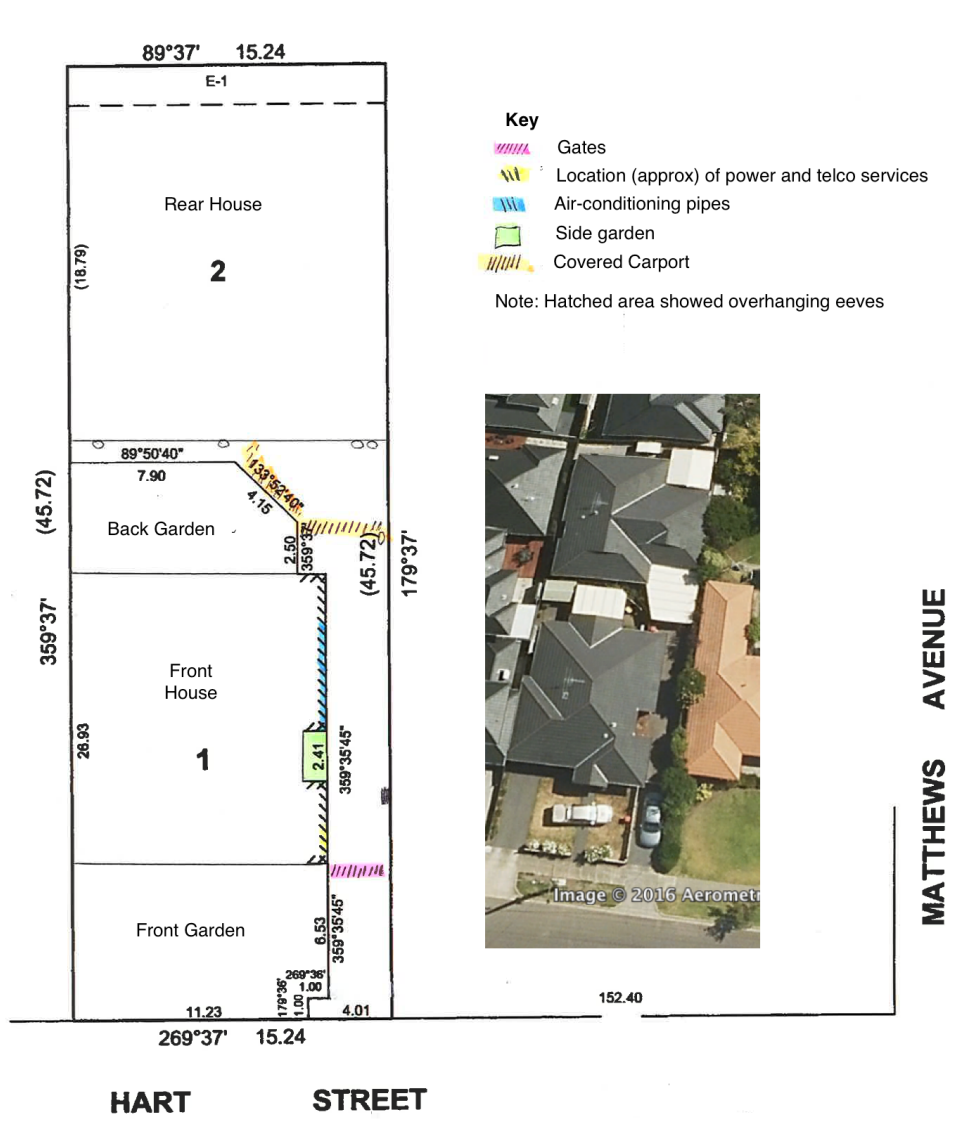 89°37' 15.24
E-1
Key
Gates
Location (approx) of power and telco services
Air-conditioning pipes
Side garden
Covered Carport
Note: Hatched area showed overhanging eeves
Rear House
2
(18.79)
89°50'40"
7.90
133°52'40"
4.15
Back Garden
2.50
359°37'
(45.72)
179°37'
(45.72)
359°37'
Front
House
1
26.93
2.41
359°35'45"
Front Garden
6.53
359°35'45"
269°36'
1.00
179°36'
1.00
11.23
4.01
269°37' 15.24
152.40
Image © 2016 Aerometr
MATTHEWS AVENUE
HART STREET